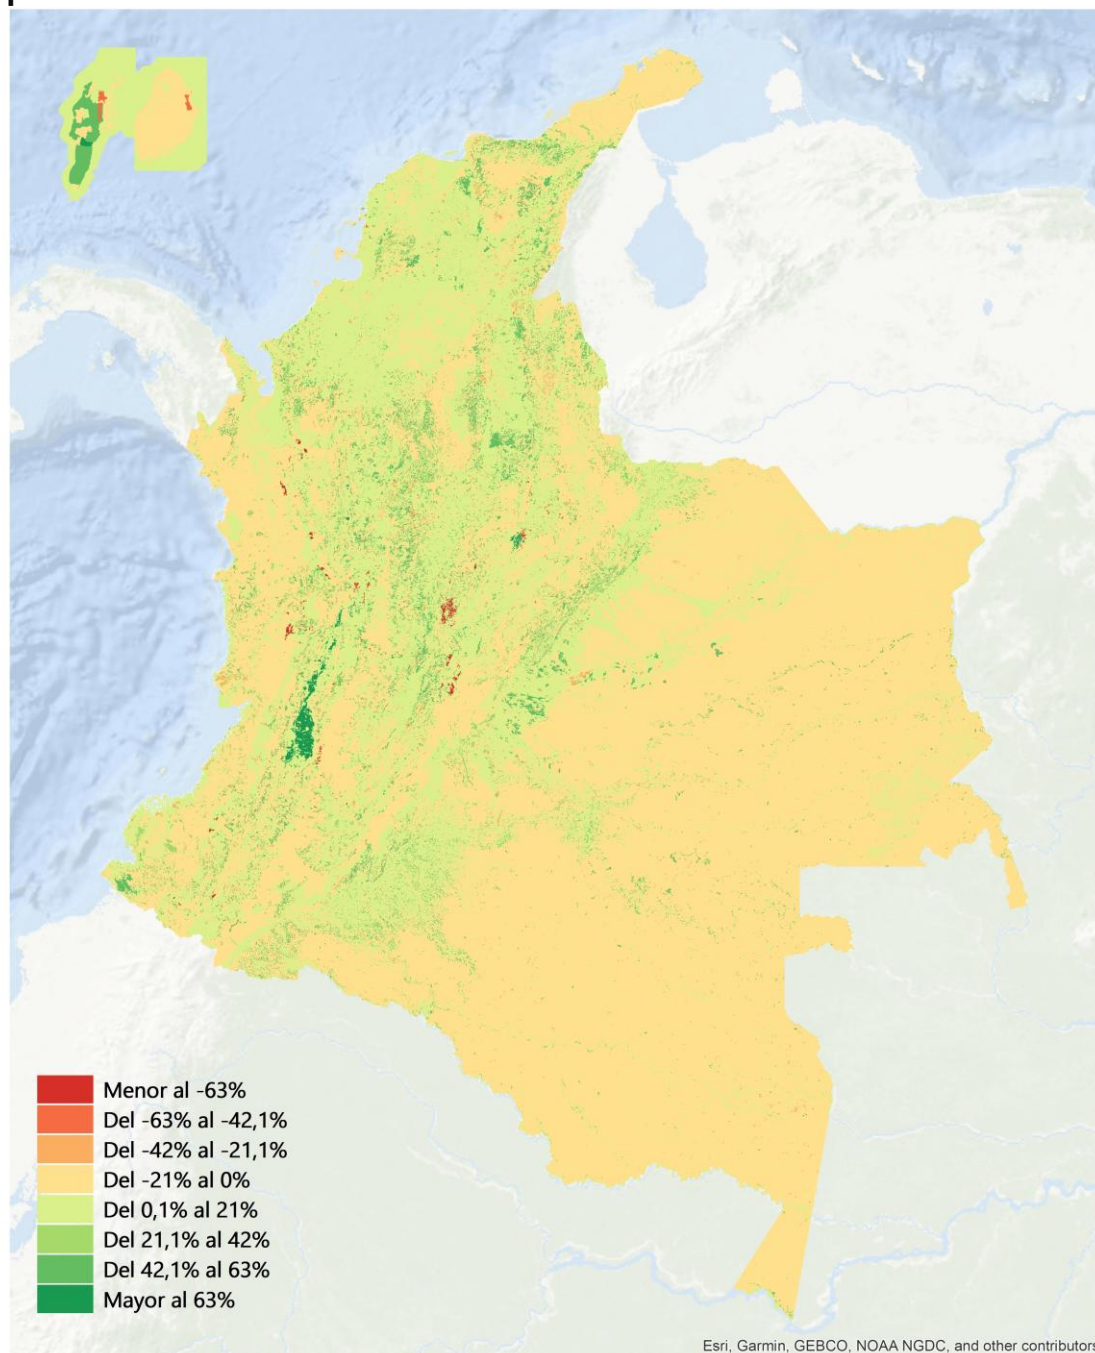 Menor al -63%
Del -63% al -42,1%
Del -42% al -21,1%
Del -21% al 0%
Del 0,1% al 21%
Del 21,1% al 42%
Del 42,1% al 63%
Mayor al 63%
Esri, Garmin, GEBCO, NOAA NGDC, and other contributors